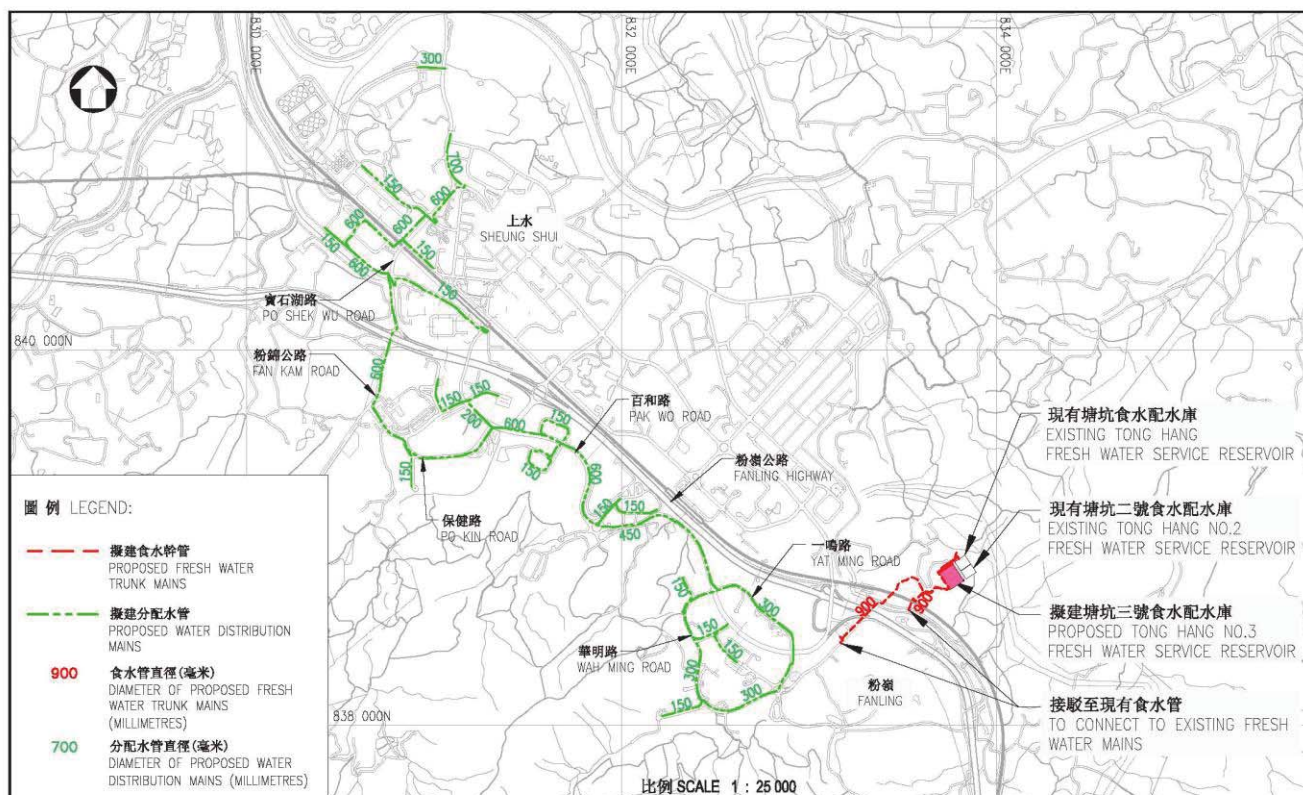 830 000E
832 000E
834 000E
300
700
150
600
600
上水
SHEUNG SHUI
600
150
150
600
寶石湖路
PO SHEK WU ROAD
150
840 000N
粉錦公路
FAN KAM ROAD
600
百和路
PAK WO ROAD
150
150
200
600
150
150
150
600
粉嶺公路
FANLING HIGHWAY
保健路
PO KIN ROAD
150
150
450
一鳴路
YAT MING ROAD
150
300
150
150
華明路
WAH MING ROAD
300
300
150
900
900
粉嶺
FANLING
838 000N
現有塘坑食水配水庫
EXISTING TONG HANG
FRESH WATER SERVICE RESERVOIR
現有塘坑二號食水配水庫
EXISTING TONG HANG NO.2
FRESH WATER SERVICE RESERVOIR
擬建塘坑三號食水配水庫
PROPOSED TONG HANG NO.3
FRESH WATER SERVICE RESERVOIR
接駁至現有食水管
TO CONNECT TO EXISTING FRESH
WATER MAINS
圖例 LEGEND:
擬建食水幹管
PROPOSED FRESH WATER
TRUNK MAINS
擬建分配水管
PROPOSED WATER DISTRIBUTION
MAINS
900
食水管直徑(毫米)
DIAMETER OF PROPOSED FRESH
WATER TRUNK MAINS
(MILLIMETRES)
700
分配水管直徑(毫米)
DIAMETER OF PROPOSED WATER
DISTRIBUTION MAINS (MILLIMETRES)
比例 SCALE 1 : 25 000